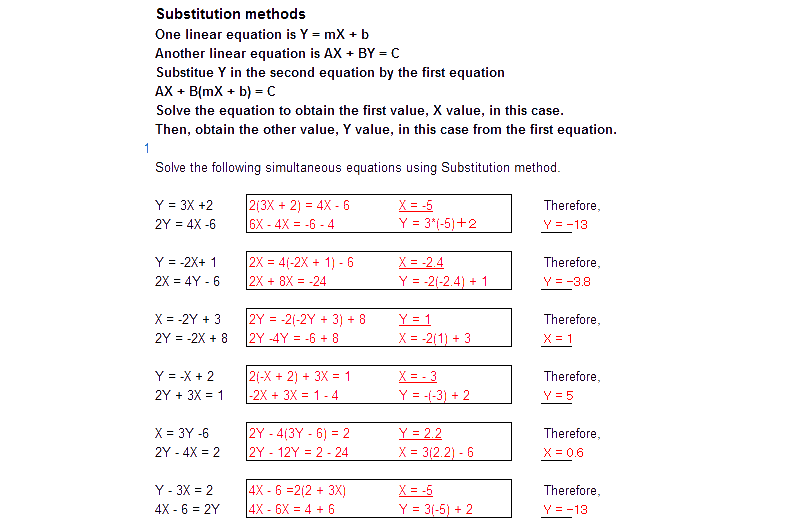 Substitution methods
One linear equation is Y = mX + b
Another linear equation is AX + BY = C
Substitue Y in the second equation by the first equation
AX + B(mX + b) = C
Solve the equation to obtain the first value, X value, in this case.
Then, obtain the other value, Y value, in this case from the first equation.
1
Solve the following simultaneous equations using Substitution method.
Y = 3X +2 2(3X + 2) = 4X - 6 X = -5 Therefore,
2Y = 4X -6 6X - 4X = -6 - 4 Y = 3*(-5)+2 Y = -13
Y = -2X+ 1 2X = 4(-2X + 1) - 6 X = -2.4 Therefore,
2X = 4Y - 6 2X + 8X = -24 Y = -2(-2.4) + 1 Y = -3.8
X = -2Y + 3 2Y = -2(-2Y + 3) + 8 Y = 1 Therefore,
2Y = -2X + 8 2Y -4Y = -6 + 8 X = -2(1) + 3 X = 1
Y = -X + 2 2(-X + 2) + 3X = 1 X = - 3 Therefore,
2Y + 3X = 1 -2X + 3X = 1 - 4 Y = -(-3) + 2 Y = 5
X = 3Y -6 2Y - 4(3Y - 6) = 2 Y = 2.2 Therefore,
2Y - 4X = 2 2Y - 12Y = 2 - 24 X = 3(2.2) - 6 X = 0.6
Y - 3X = 2 4X - 6 =2(2 + 3X) X = -5 Therefore,
4X - 6 = 2Y 4X - 6X = 4 + 6 Y = 3(-5) + 2 Y = -13